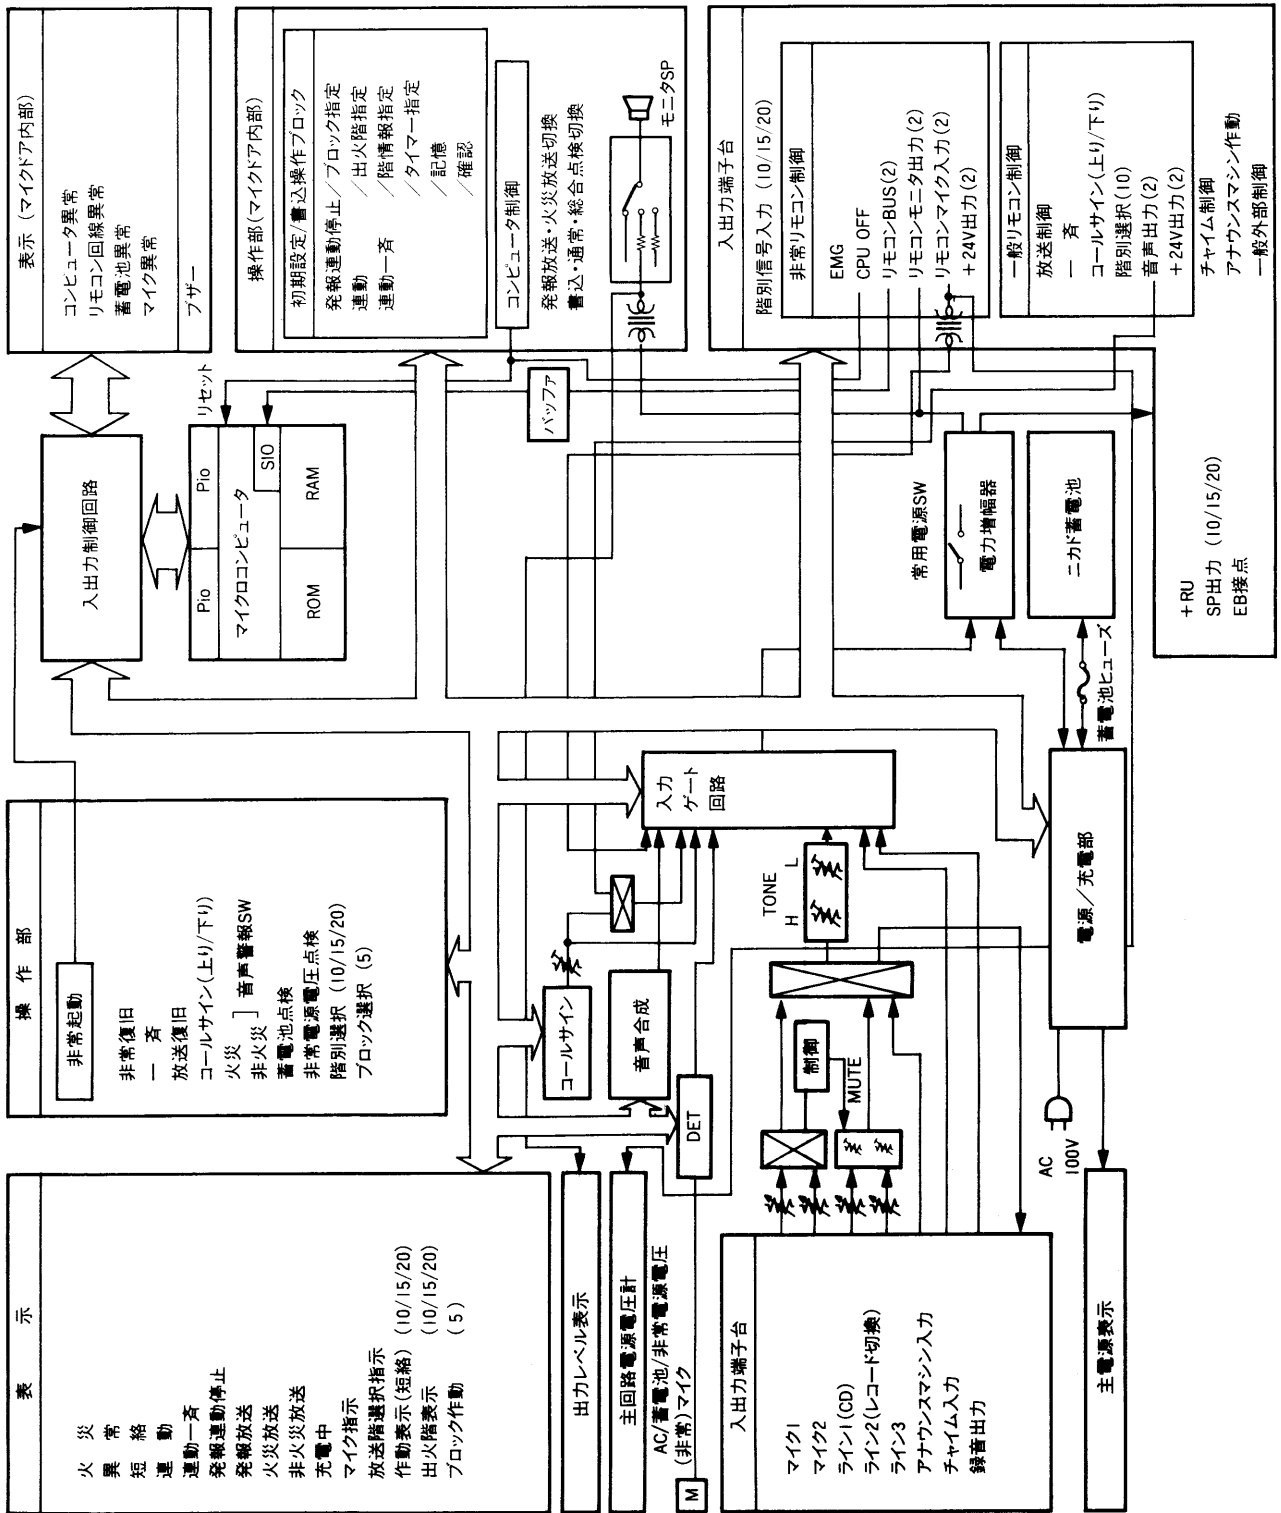 表示
火災
異常
短絡
連動
連動一斉
発報連動停止
発報放送
火災放送
非火災放送
充電中
マイク指示
放送階選択指示
作動表示(短絡) (10/15/20)
出火階表示 (10/15/20)
ブロック作動 (5)
出力レベル表示
主回路電源電圧計
AC/蓄電池/非常電源電圧
(非常)マイク
M
入出力端子台
マイク1
マイク2
ライン1(CD)
ライン2(レコード切換)
ライン3
アナウンスマシン入力
チャイム入力
録音出力
主電源表示
操作部
非常起動
非常復旧
一斉
放送復旧
コールサイン(上り/下り)
火災
非火災 ] 音声警報SW
蓄電池点検
非常電源電圧点検
階別選択 (10/15/20)
ブロック選択 (5)
コールサイン
音声合成
DET
制御
MUTE
TONE
H L
入力
ゲート
回路
AC
100V
電源/充電部
蓄電池ヒューズ
入出力制御回路
Pio
Pio
マイクロコンピュータ
SIO
ROM
RAM
リセット
バッファ
常用電源SW
電力増幅器
ニカド蓄電池
表示 (マイクドア内部)
コンピュータ異常
リモコン回線異常
蓄電池異常
マイク異常
ブザー
操作部(マイクドア内部)
初期設定/書込操作ブロック
発報連動停止/ブロック指定
連動 /出火階指定
連動一斉 /階情報指定
/タイマー指定
/記憶
/確認
コンピュータ制御
発報放送・火災放送切換
書込・通常・総合点検切換
モニタSP
入出力端子台
階別信号入力 (10/15/20)
非常リモコン制御
EMG
CPU OFF
リモコンBUS(2)
リモコンモニタ出力(2)
リモコンマイク入力(2)
+24V出力(2)
一般リモコン制御
放送制御
一斉
コールサイン(上り/下り)
階別選択(10)
音声出力(2)
+24V出力(2)
チャイム制御
アナウンスマシン作動
一般外部制御
+RU
SP出力 (10/15/20)
EB接点